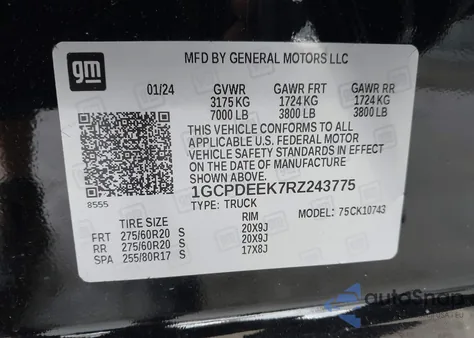 gm
MFD BY GENERAL MOTORS LLC
01/24 GVWR GAWR FRT GAWR RR
3175 KG 1724 KG 1724 KG
7000 LB 3800 LB 3800 LB
THIS VEHICLE CONFORMS TO ALL
APPLICABLE U.S. FEDERAL MOTOR
VEHICLE SAFETY STANDARDS IN EFFECT
ON THE DATE OF MANUFACTURE
SHOWN ABOVE.
1GCPDEEK7RZ243775
8555
TYPE: TRUCK MODEL: 75CK10743
TIRE SIZE RIM
FRT 275/60R20 S 20X9J
RR 275/60R20 S 20X9J
SPA 255/80R17 S 17X8J
autoSnap